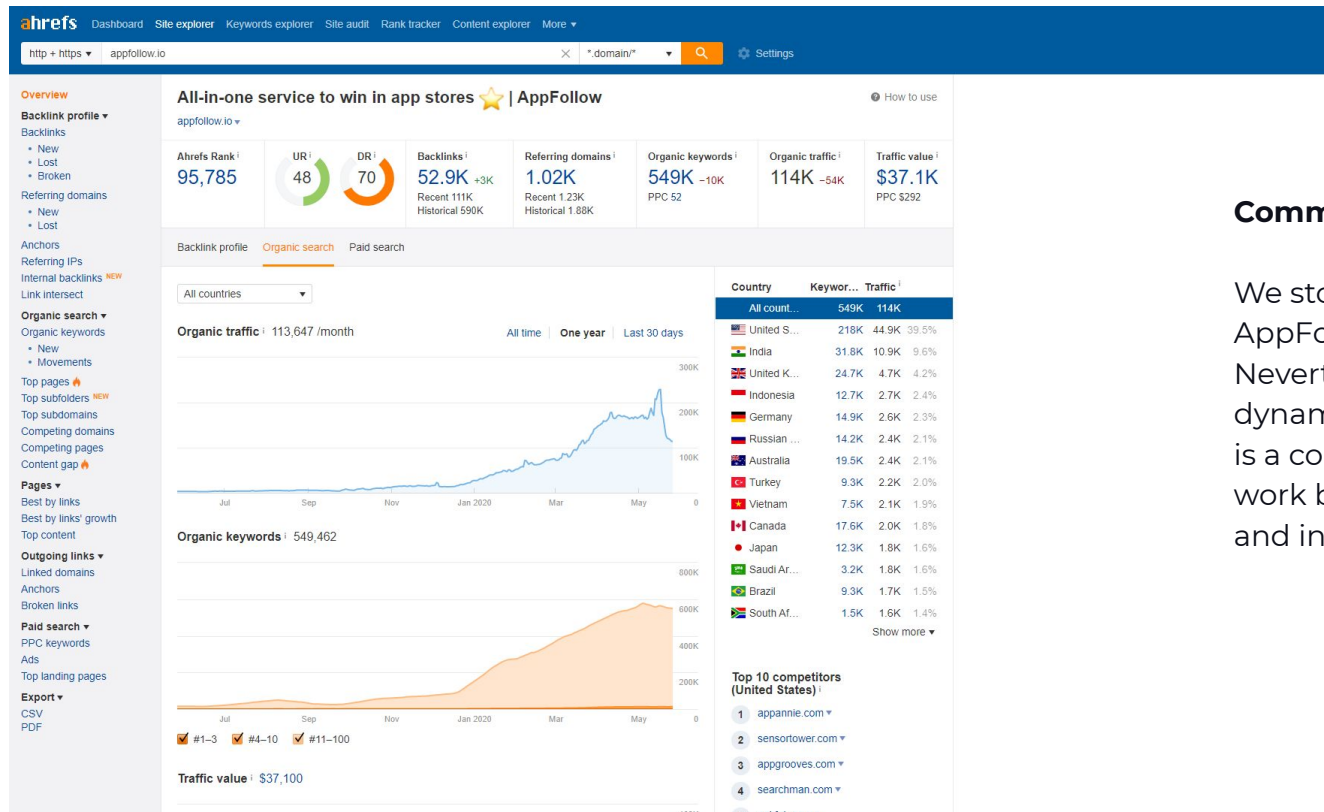 ahrefs Dashboard Site explorer Keywords explorer Site audit Rank tracker Content explorer More
http + https appfollow.io *.domain/* Settings
Overview
Backlink profile
Backlinks
New
Lost
Broken
Referring domains
New
Lost
Anchors
Referring IPs
Internal backlinks NEW
Link intersect
Organic search
Organic keywords
New
Movements
Top pages
Top subfolders NEW
Top subdomains
Competing domains
Competing pages
Content gap
Pages
Best by links
Best by links' growth
Top content
Outgoing links
Linked domains
Anchors
Broken links
Paid search
PPC keywords
Ads
Top landing pages
Export
CSV
PDF
All-in-one service to win in app stores ⭐ | AppFollow
How to use
appfollow.io
Ahrefs Rank
95,785
UR
48
DR
70
Backlinks
52.9K +3K
Recent 111K
Historical 590K
Referring domains
1.02K
Recent 1.23K
Historical 1.88K
Organic keywords
549K -10K
PPC 52
Organic traffic
114K -54K
Traffic value
$37.1K
PPC $292
Backlink profile Organic search Paid search
All countries
Organic traffic 113,647 /month
All time One year Last 30 days
300K
200K
100K
0
Jul Sep Nov Jan 2020 Mar May
Organic keywords 549,462
800K
600K
400K
200K
0
Jul Sep Nov Jan 2020 Mar May
#1–3 #4–10 #11–100
Traffic value $37,100
Country Keywor... Traffic
All count... 549K 114K
United S... 218K 44.9K 39.5%
India 31.8K 10.9K 9.6%
United K... 24.7K 4.7K 4.2%
Indonesia 12.7K 2.7K 2.4%
Germany 14.9K 2.6K 2.3%
Russian ... 14.2K 2.4K 2.1%
Australia 19.5K 2.4K 2.1%
Turkey 9.3K 2.2K 2.0%
Vietnam 7.5K 2.1K 1.9%
Canada 17.6K 2.0K 1.8%
Japan 12.3K 1.8K 1.6%
Saudi Ar... 3.2K 1.8K 1.6%
Brazil 9.3K 1.7K 1.5%
South Af... 1.5K 1.6K 1.4%
Show more
Top 10 competitors
(United States)
1 appannie.com
2 sensortower.com
3 appgrooves.com
4 searchman.com
Comm
We sto
AppFo
Nevert
dynam
is a co
work b
and in